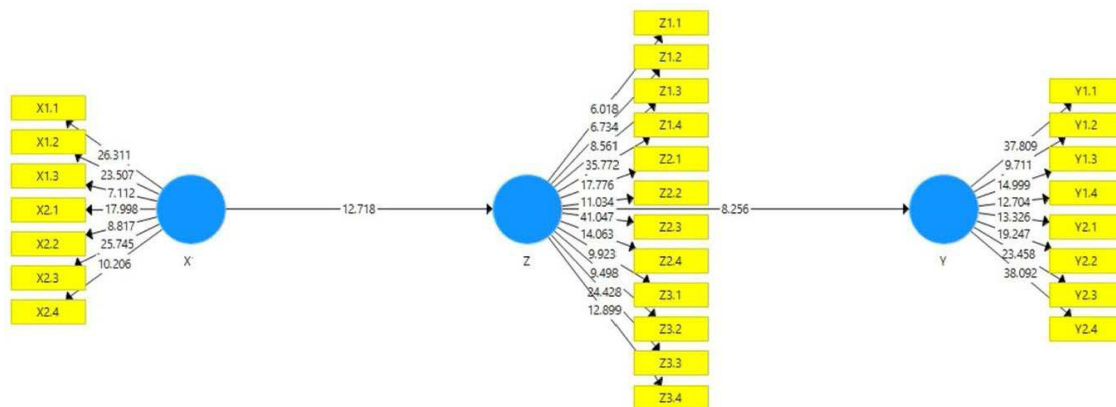 X1.1
X1.2
X1.3
X2.1
X2.2
X2.3
X2.4
26.311
23.507
7.112
17.998
8.817
25.745
10.206
X
12.718
Z
6.018
6.734
8.561
35.772
17.776
11.034
41.047
14.063
9.923
9.498
24.428
12.899
Z1.1
Z1.2
Z1.3
Z1.4
Z2.1
Z2.2
Z2.3
Z2.4
Z3.1
Z3.2
Z3.3
Z3.4
8.256
Y
37.809
9.711
14.999
12.704
13.326
19.247
23.458
38.092
Y1.1
Y1.2
Y1.3
Y1.4
Y2.1
Y2.2
Y2.3
Y2.4